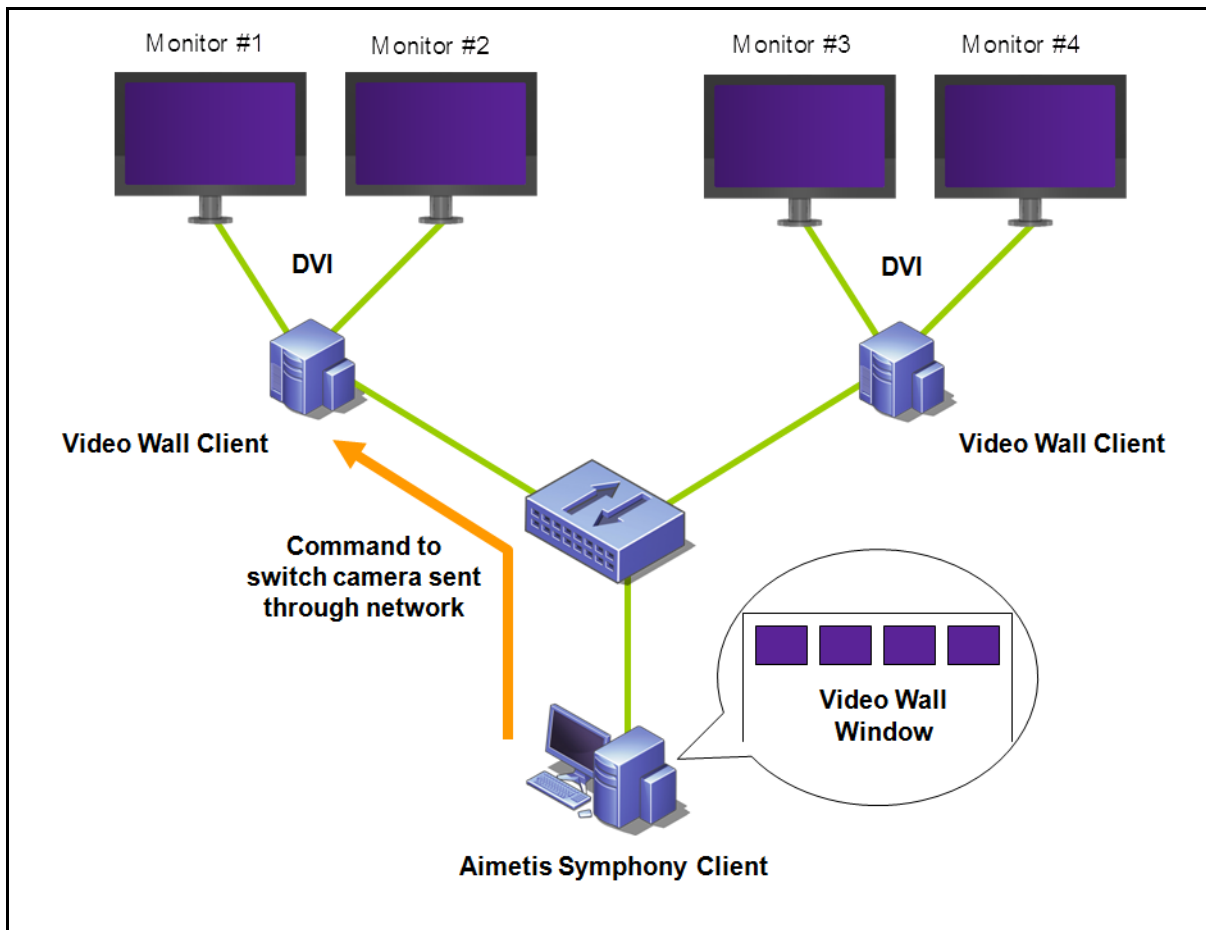 Monitor #1
Monitor #2
Monitor #3
Monitor #4
DVI
DVI
Video Wall Client
Video Wall Client
Command to
switch camera sent
through network
Video Wall
Window
Aimetis Symphony Client